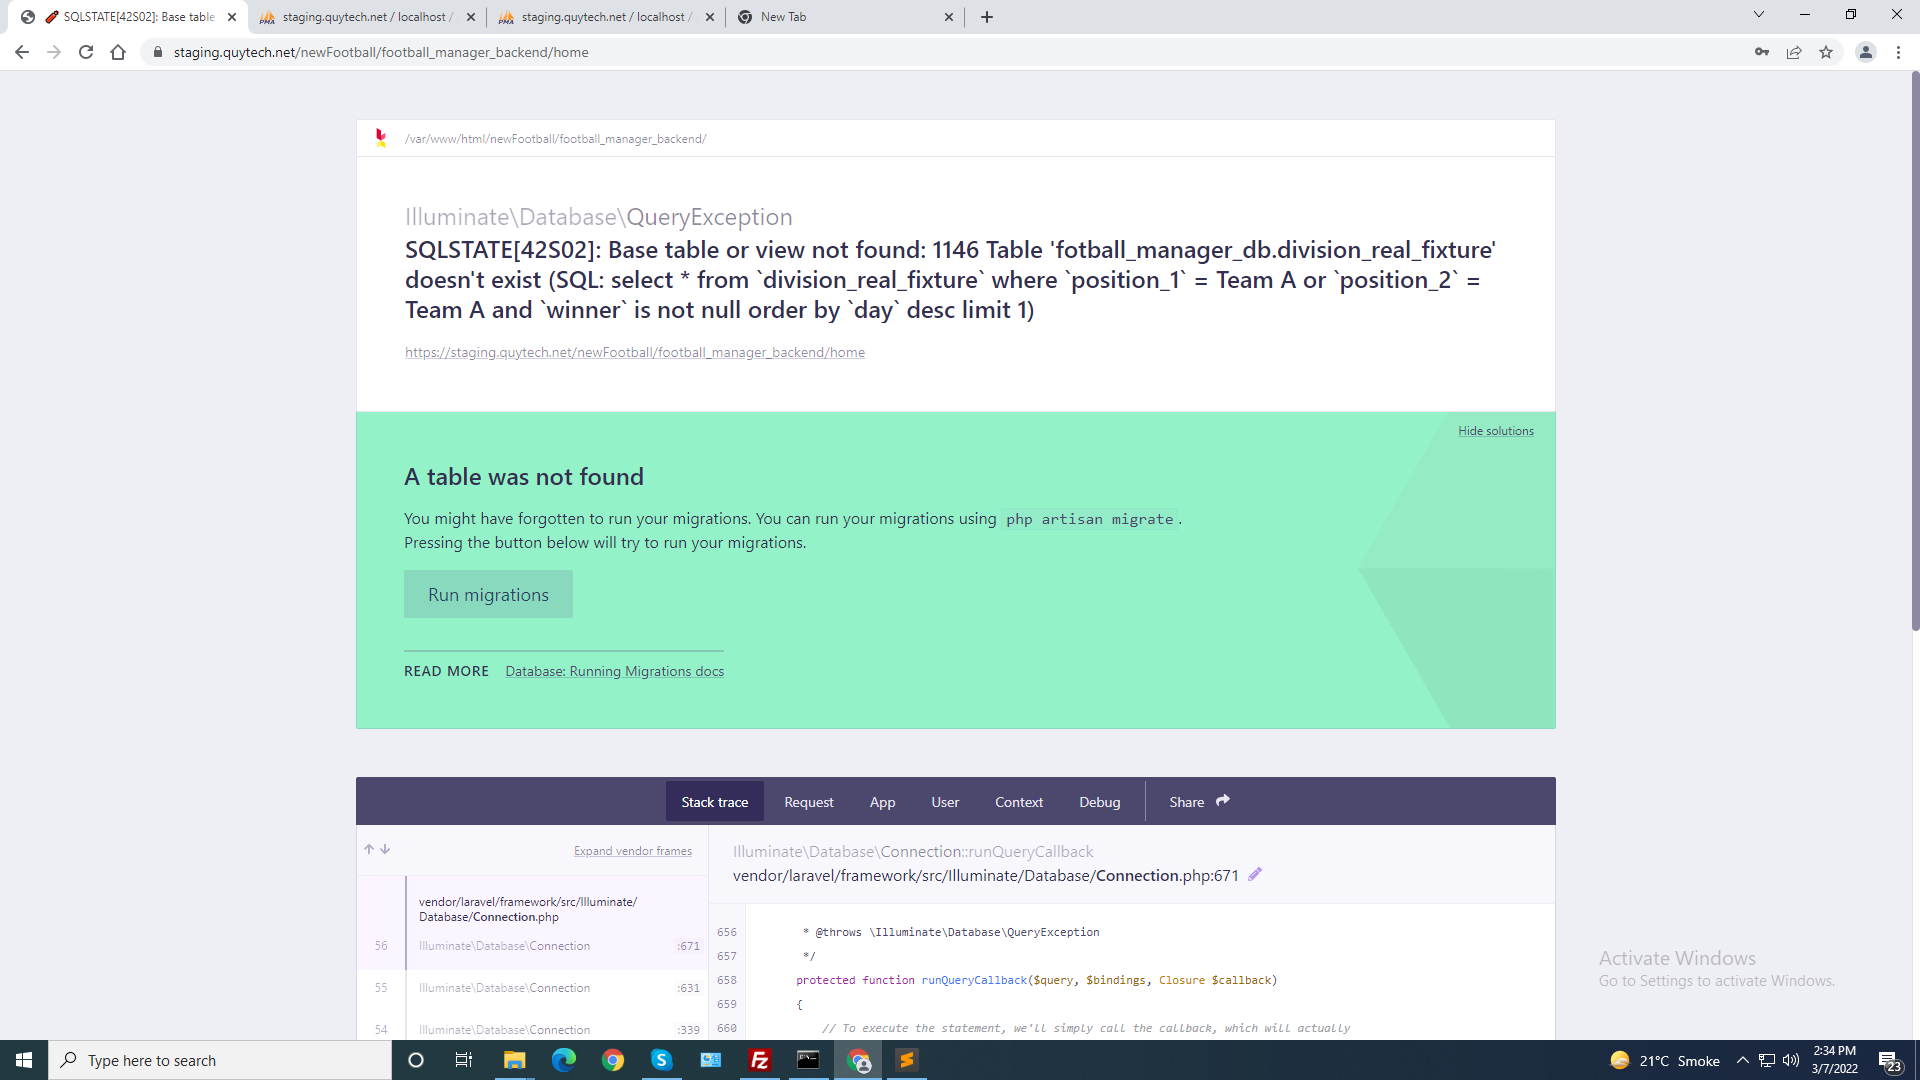 SQLSTATE[42S02]: Base table
staging.quytech.net / localhost /
staging.quytech.net / localhost /
New Tab
staging.quytech.net/newFootball/football_manager_backend/home
/var/www/html/newFootball/football_manager_backend/
Illuminate\Database\QueryException
SQLSTATE[42S02]: Base table or view not found: 1146 Table 'fotball_manager_db.division_real_fixture'
doesn't exist (SQL: select * from `division_real_fixture` where `position_1` = Team A or `position_2` =
Team A and `winner` is not null order by `day` desc limit 1)
https://staging.quytech.net/newFootball/football_manager_backend/home
Hide solutions
A table was not found
You might have forgotten to run your migrations. You can run your migrations using php artisan migrate.
Pressing the button below will try to run your migrations.
Run migrations
READ MORE Database: Running Migrations docs
Stack trace Request App User Context Debug Share
Expand vendor frames
Illuminate\Database\Connection::runQueryCallback
vendor/laravel/framework/src/Illuminate/Database/Connection.php:671
vendor/laravel/framework/src/Illuminate/
Database/Connection.php
56 Illuminate\Database\Connection :671
55 Illuminate\Database\Connection :631
54 Illuminate\Database\Connection :339
656 * @throws \Illuminate\Database\QueryException
657 */
658 protected function runQueryCallback($query, $bindings, Closure $callback)
659 {
660 // To execute the statement, we'll simply call the callback, which will actually
Activate Windows
Go to Settings to activate Windows.
Type here to search
21°C Smoke
2:34 PM
3/7/2022
23